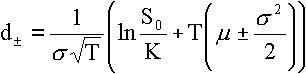 d± = 1/(σ√T) (ln S₀/K + T(μ ± σ²/2))